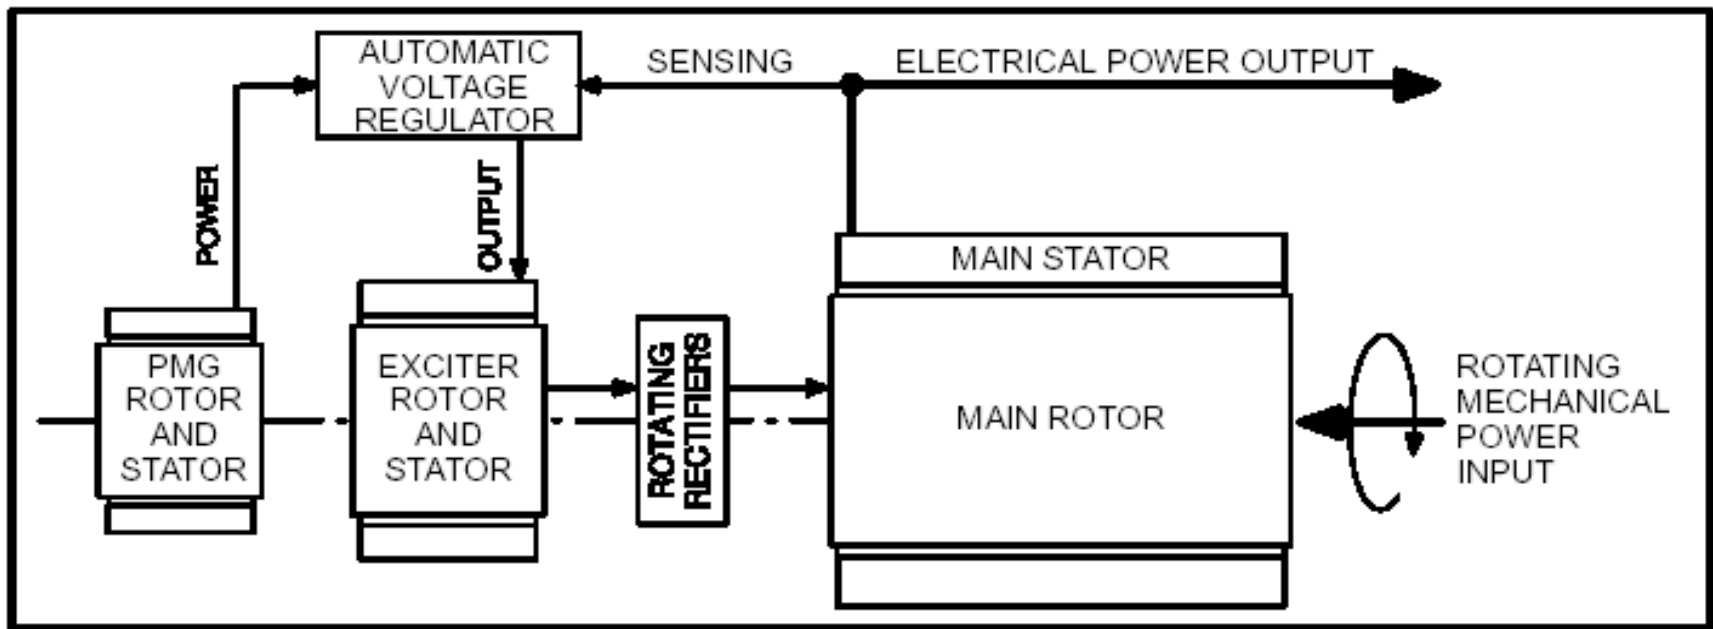 AUTOMATIC
VOLTAGE
REGULATOR
SENSING
ELECTRICAL POWER OUTPUT
POWER
OUTPUT
MAIN STATOR
PMG
ROTOR
AND
STATOR
EXCITER
ROTOR
AND
STATOR
ROTATING
RECTIFIERS
MAIN ROTOR
ROTATING
MECHANICAL
POWER
INPUT